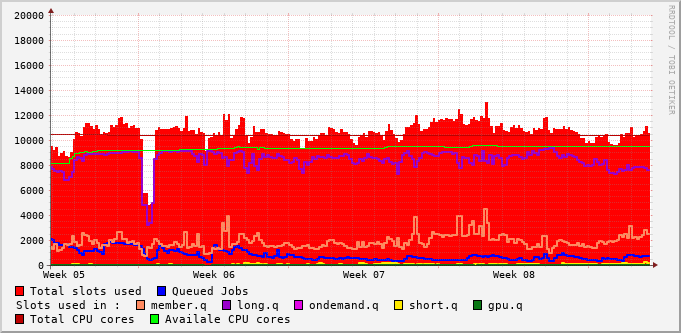 RRDTOOL / TOBI OETIKER
20000
18000
16000
14000
12000
10000
8000
6000
4000
2000
0
Week 05 Week 06 Week 07 Week 08
Total slots used Queued Jobs
Slots used in : member.q long.q ondemand.q short.q gpu.q
Total CPU cores Availale CPU cores